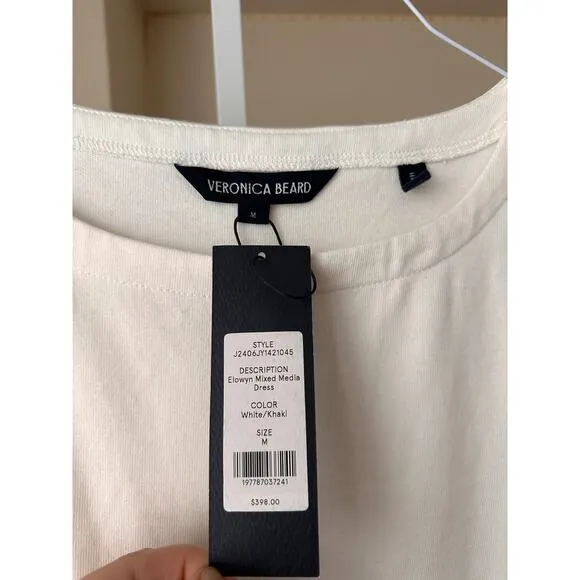 VERONICA BEARD
M
S
STYLE
J2406JY1421045
DESCRIPTION
Elowyn Mixed Media
Dress
COLOR
White/Khaki
SIZE
M
197787037241
$398.00